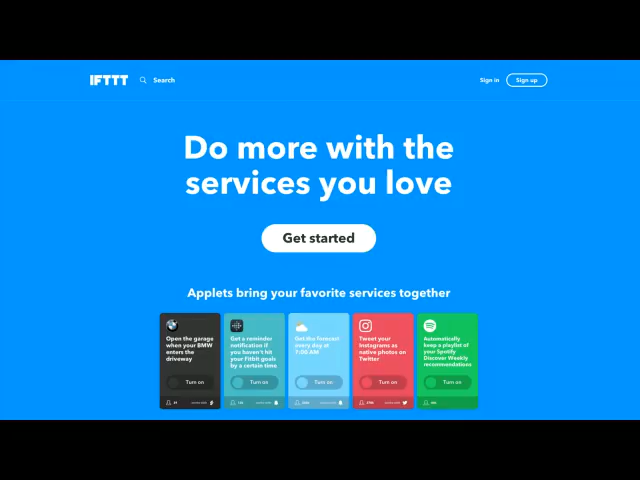 IFTTT Search Sign in Sign up
Do more with the
services you love
Get started
Applets bring your favorite services together
Open the garage
when your BMW
enters the
driveway
Turn on
Get a reminder
notification if
you haven't hit
your Fitbit goals
by a certain time
Turn on
Get the forecast
every day at
7:00 AM
Turn on
Tweet your
Instagrams as
native photos on
Twitter
Turn on
Automatically
keep a playlist of
your Spotify
Discover Weekly
recommendations
Turn on